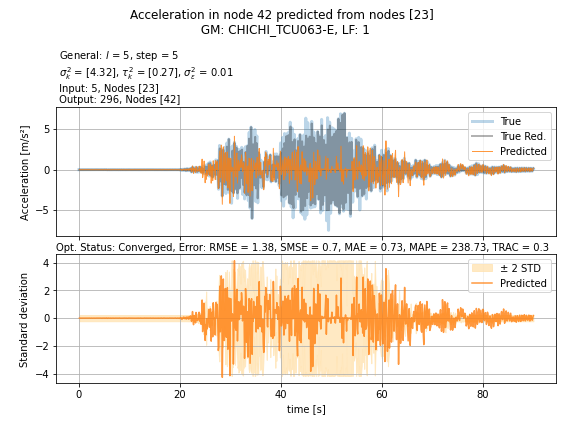 Acceleration in node 42 predicted from nodes [23]
GM: CHICHI_TCU063-E, LF: 1
General: l = 5, step = 5
σ²ₖ = [4.32], τ²ₖ = [0.27], σ²ε = 0.01
Input: 5, Nodes [23]
Output: 296, Nodes [42]
Acceleration [m/s²]
5
0
−5
True
True Red.
Predicted
Opt. Status: Converged, Error: RMSE = 1.38, SMSE = 0.7, MAE = 0.73, MAPE = 238.73, TRAC = 0.3
Standard deviation
4
2
0
−2
−4
± 2 STD
Predicted
0 20 40 60 80
time [s]